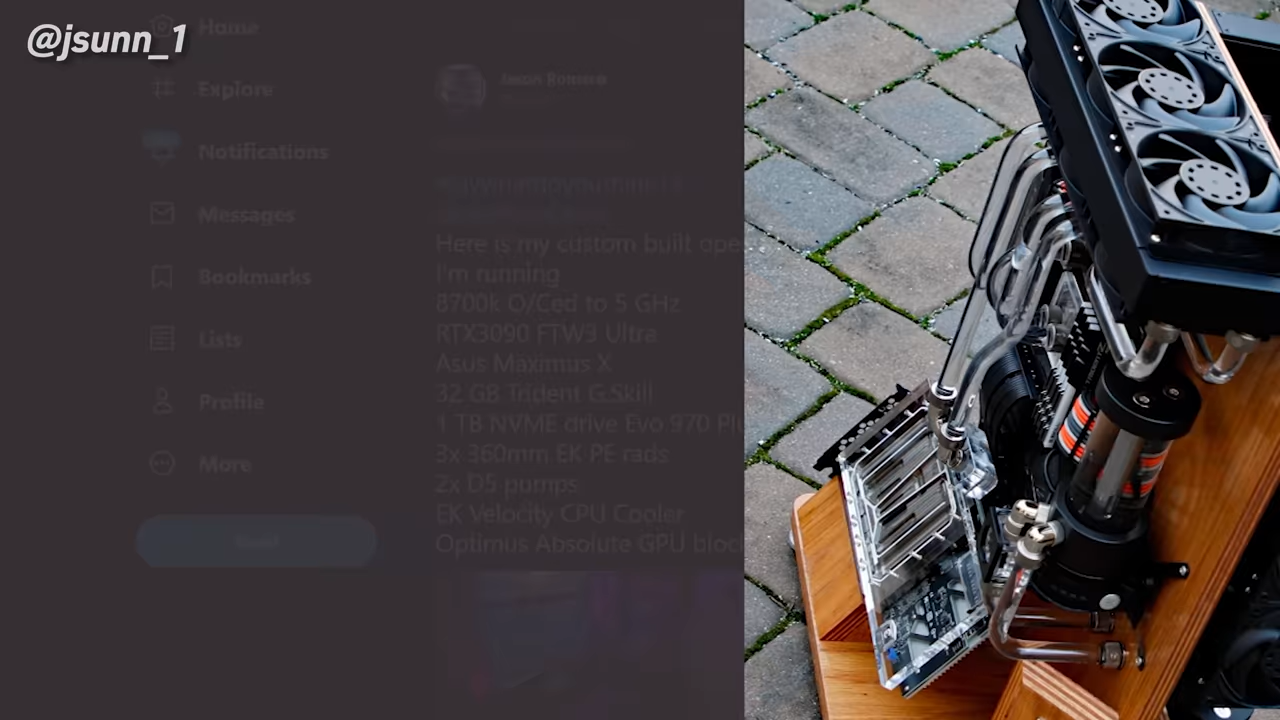 @jsunn_1
Home
Explore
Notifications
Messages
Bookmarks
Lists
Profile
More
Jason Romero
Here is my custom built ope
I'm running
8700k O/Ced to 5 GHz
RTX3090 FTW3 Ultra
Asus Maximus X
32 GB Trident G.Skill
1 TB NVME drive Evo 970 Plu
3x 360mm EK PE rads
2x D5 pumps
EK Velocity CPU Cooler
Optimus Absolute GPU block